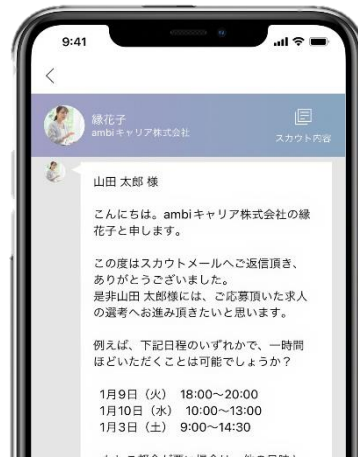 9:41
縁花子
ambiキャリア株式会社
スカウト内容
山田 太郎 様
こんにちは。ambiキャリア株式会社の縁
花子と申します。
この度はスカウトメールへご返信頂き、
ありがとうございました。
是非山田 太郎様には、ご応募頂いた求人
の選考へお進み頂きたいと思います。
例えば、下記日程のいずれかで、一時間
ほどいただくことは可能でしょうか？
1月9日（火） 18:00〜20:00
1月10日（水） 10:00〜13:00
1月3日（土） 9:00〜14:30